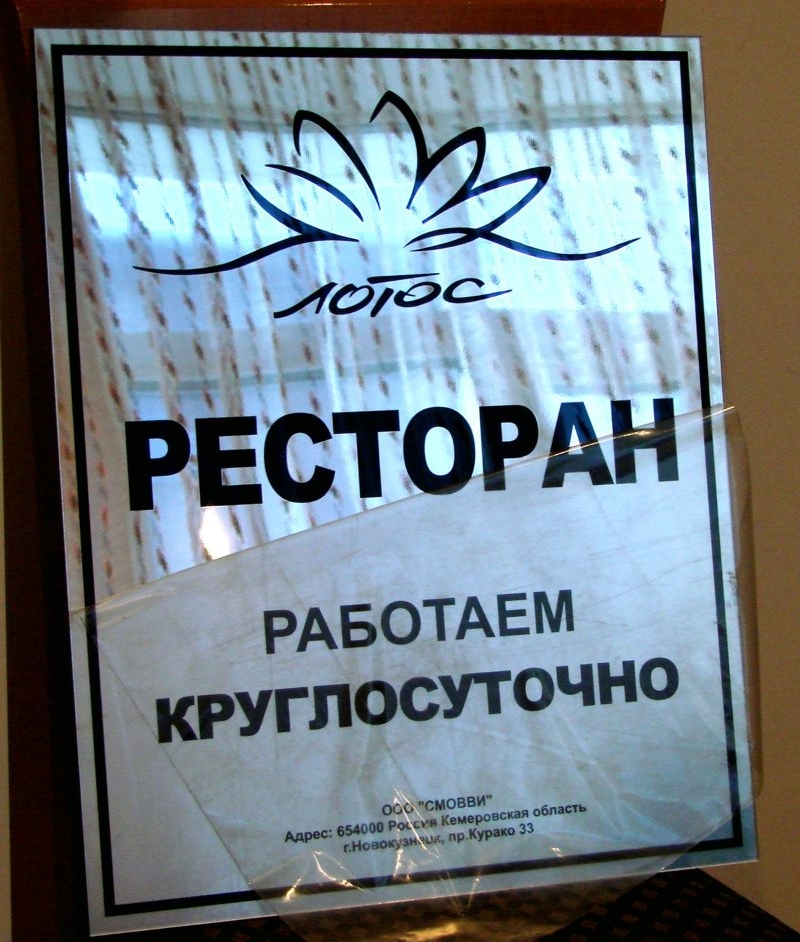 ЛОТОС
РЕСТОРАН
РАБОТАЕМ
КРУГЛОСУТОЧНО
ООО "СМОВВИ"
Адрес: 654000 Россия Кемеровская область
г.Новокузнецк, пр.Курако 33